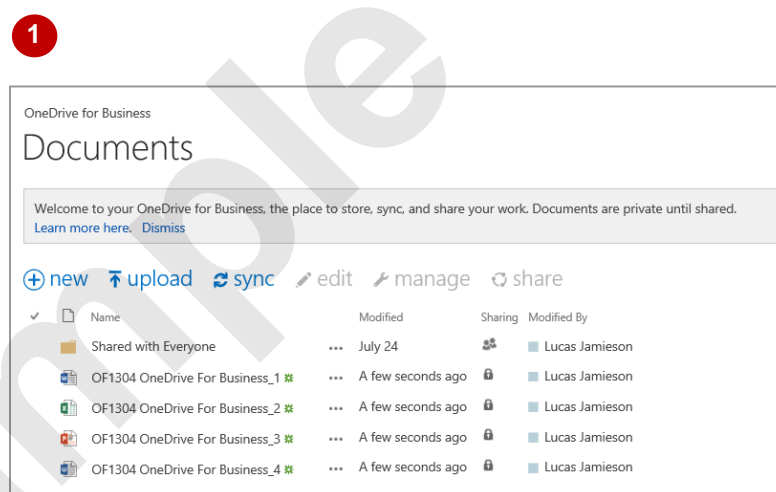 1
OneDrive for Business
Documents
Welcome to your OneDrive for Business, the place to store, sync, and share your work. Documents are private until shared.
Learn more here. Dismiss
new upload sync edit manage share
Name Modified Sharing Modified By
Shared with Everyone ... July 24 Lucas Jamieson
OF1304 OneDrive For Business_1 ... A few seconds ago Lucas Jamieson
OF1304 OneDrive For Business_2 ... A few seconds ago Lucas Jamieson
OF1304 OneDrive For Business_3 ... A few seconds ago Lucas Jamieson
OF1304 OneDrive For Business_4 ... A few seconds ago Lucas Jamieson
mple